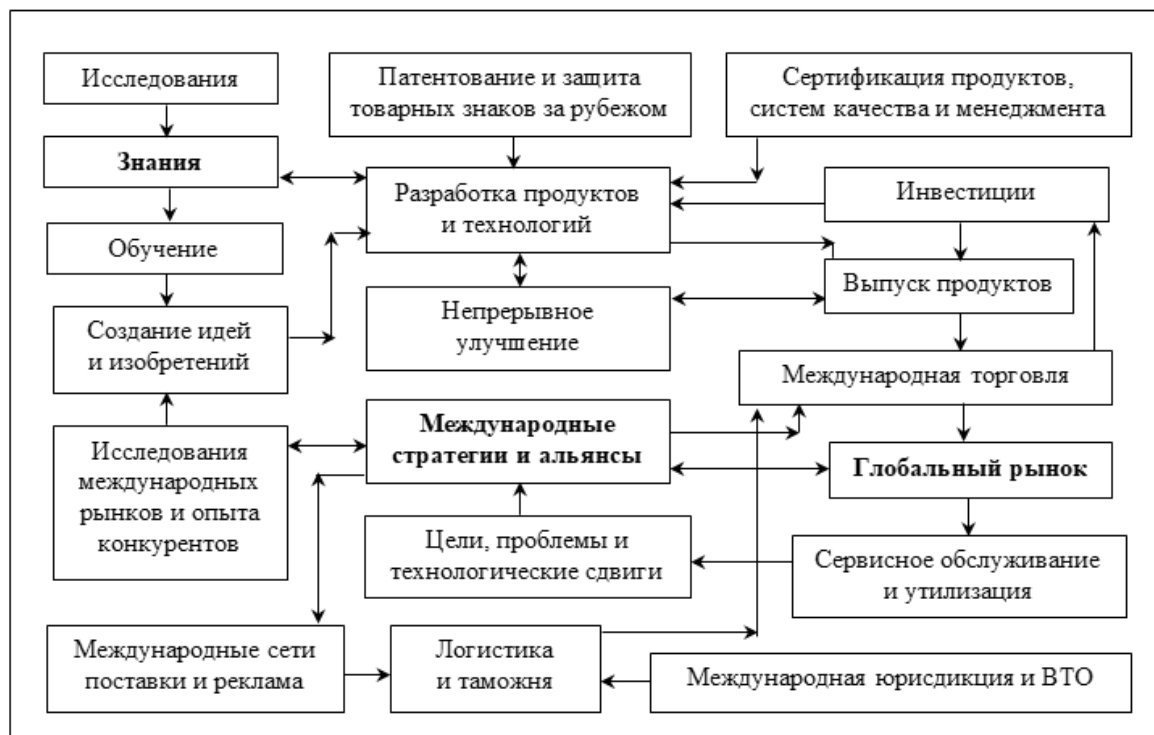 Исследования
Патентование и защита
товарных знаков за рубежом
Сертификация продуктов,
систем качества и менеджмента
Знания
Разработка продуктов
и технологий
Инвестиции
Обучение
Выпуск продуктов
Создание идей
и изобретений
Непрерывное
улучшение
Международная торговля
Исследования
международных
рынков и опыта
конкурентов
Международные
стратегии и альянсы
Глобальный рынок
Цели, проблемы и
технологические сдвиги
Сервисное обслуживание
и утилизация
Международные сети
поставки и реклама
Логистика
и таможня
Международная юрисдикция и ВТО